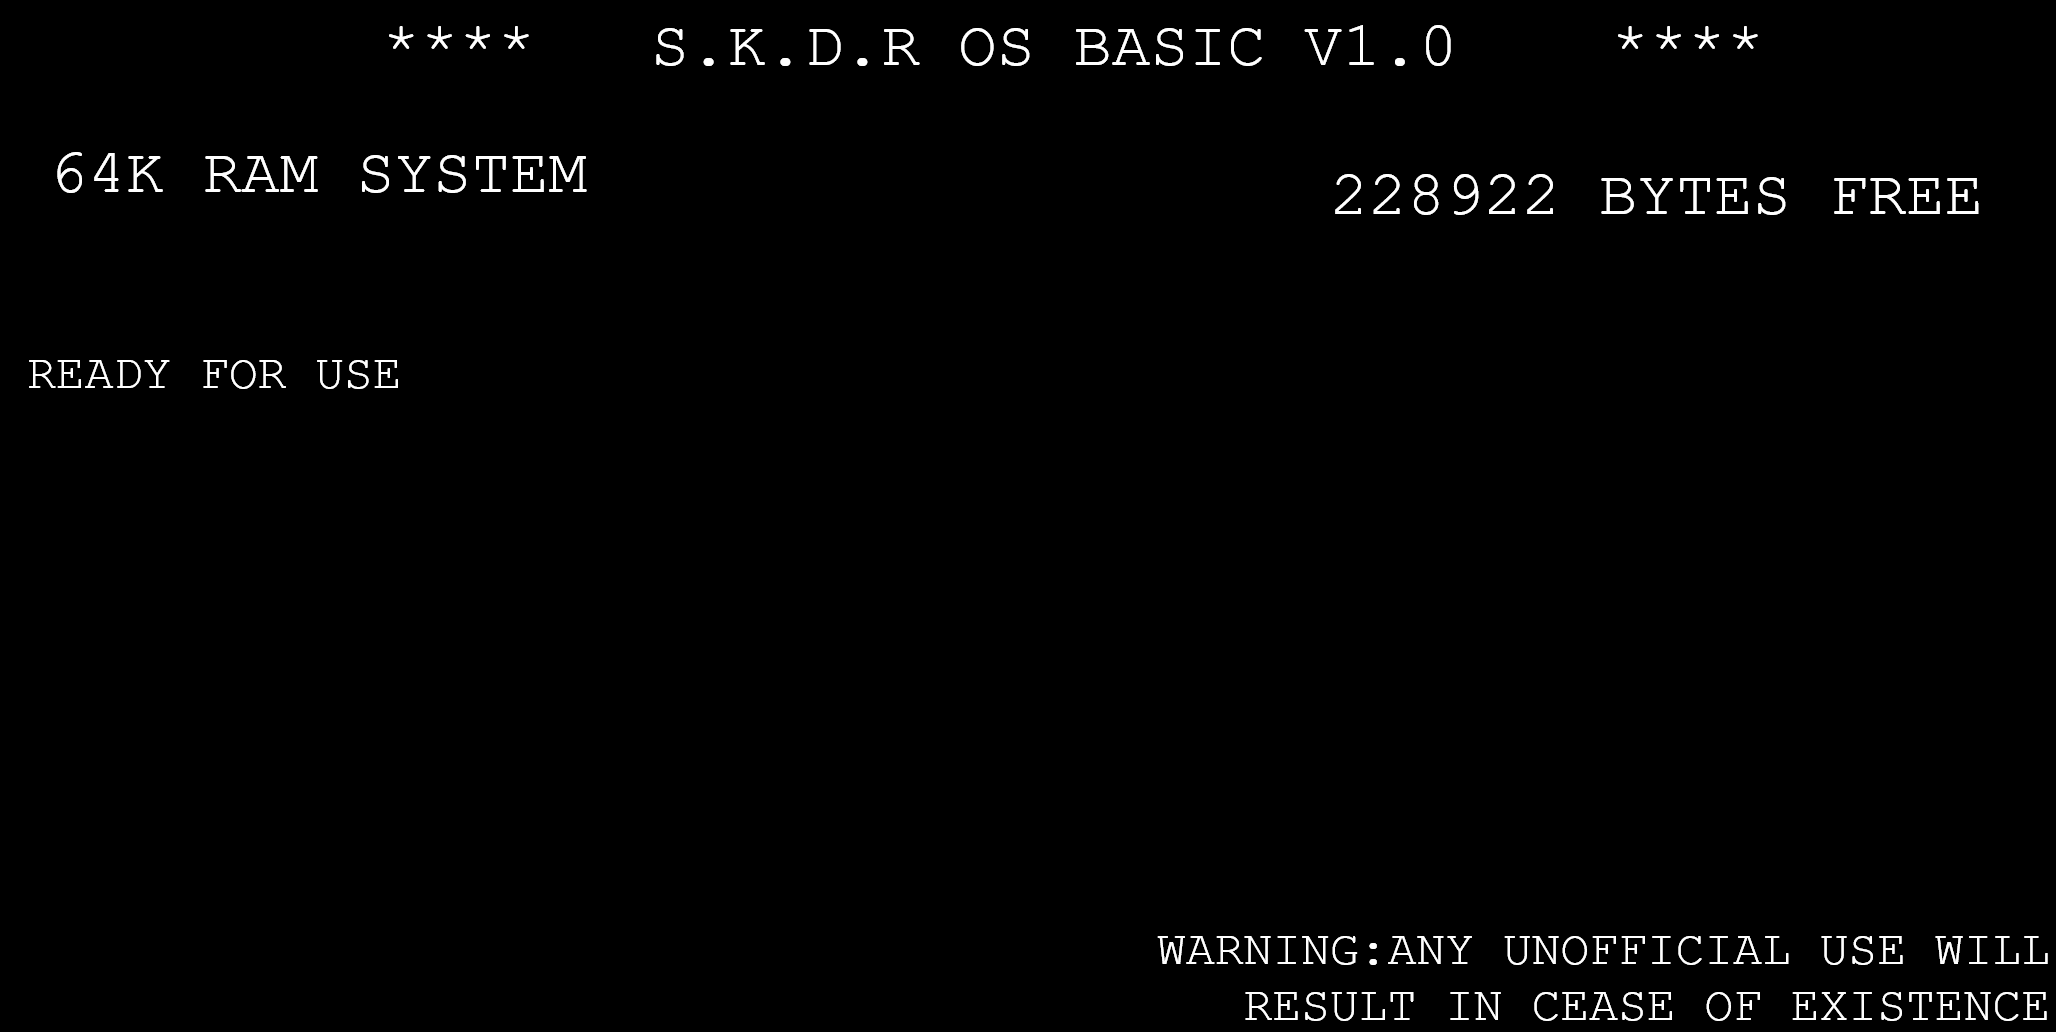 **** S.K.D.R OS BASIC V1.0 ****
64K RAM SYSTEM
228922 BYTES FREE
READY FOR USE
WARNING:ANY UNOFFICIAL USE WILL
RESULT IN CEASE OF EXISTENCE